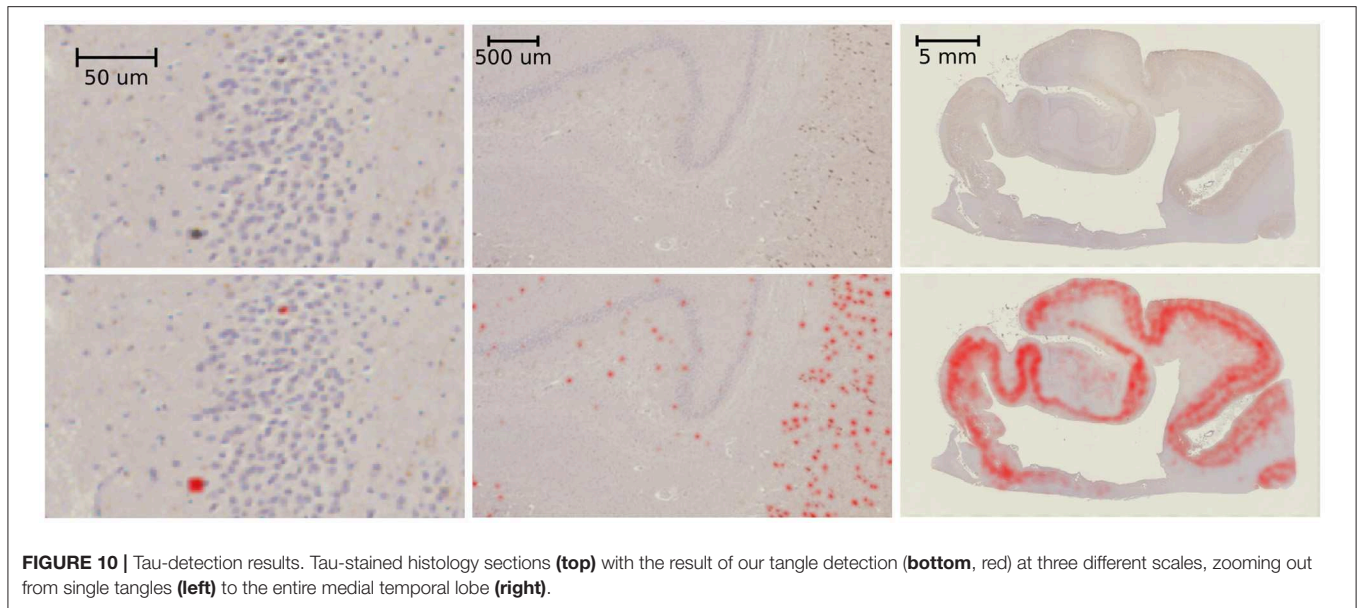 50 um
500 um
5 mm
FIGURE 10 | Tau-detection results. Tau-stained histology sections (top) with the result of our tangle detection (bottom, red) at three different scales, zooming out
from single tangles (left) to the entire medial temporal lobe (right).